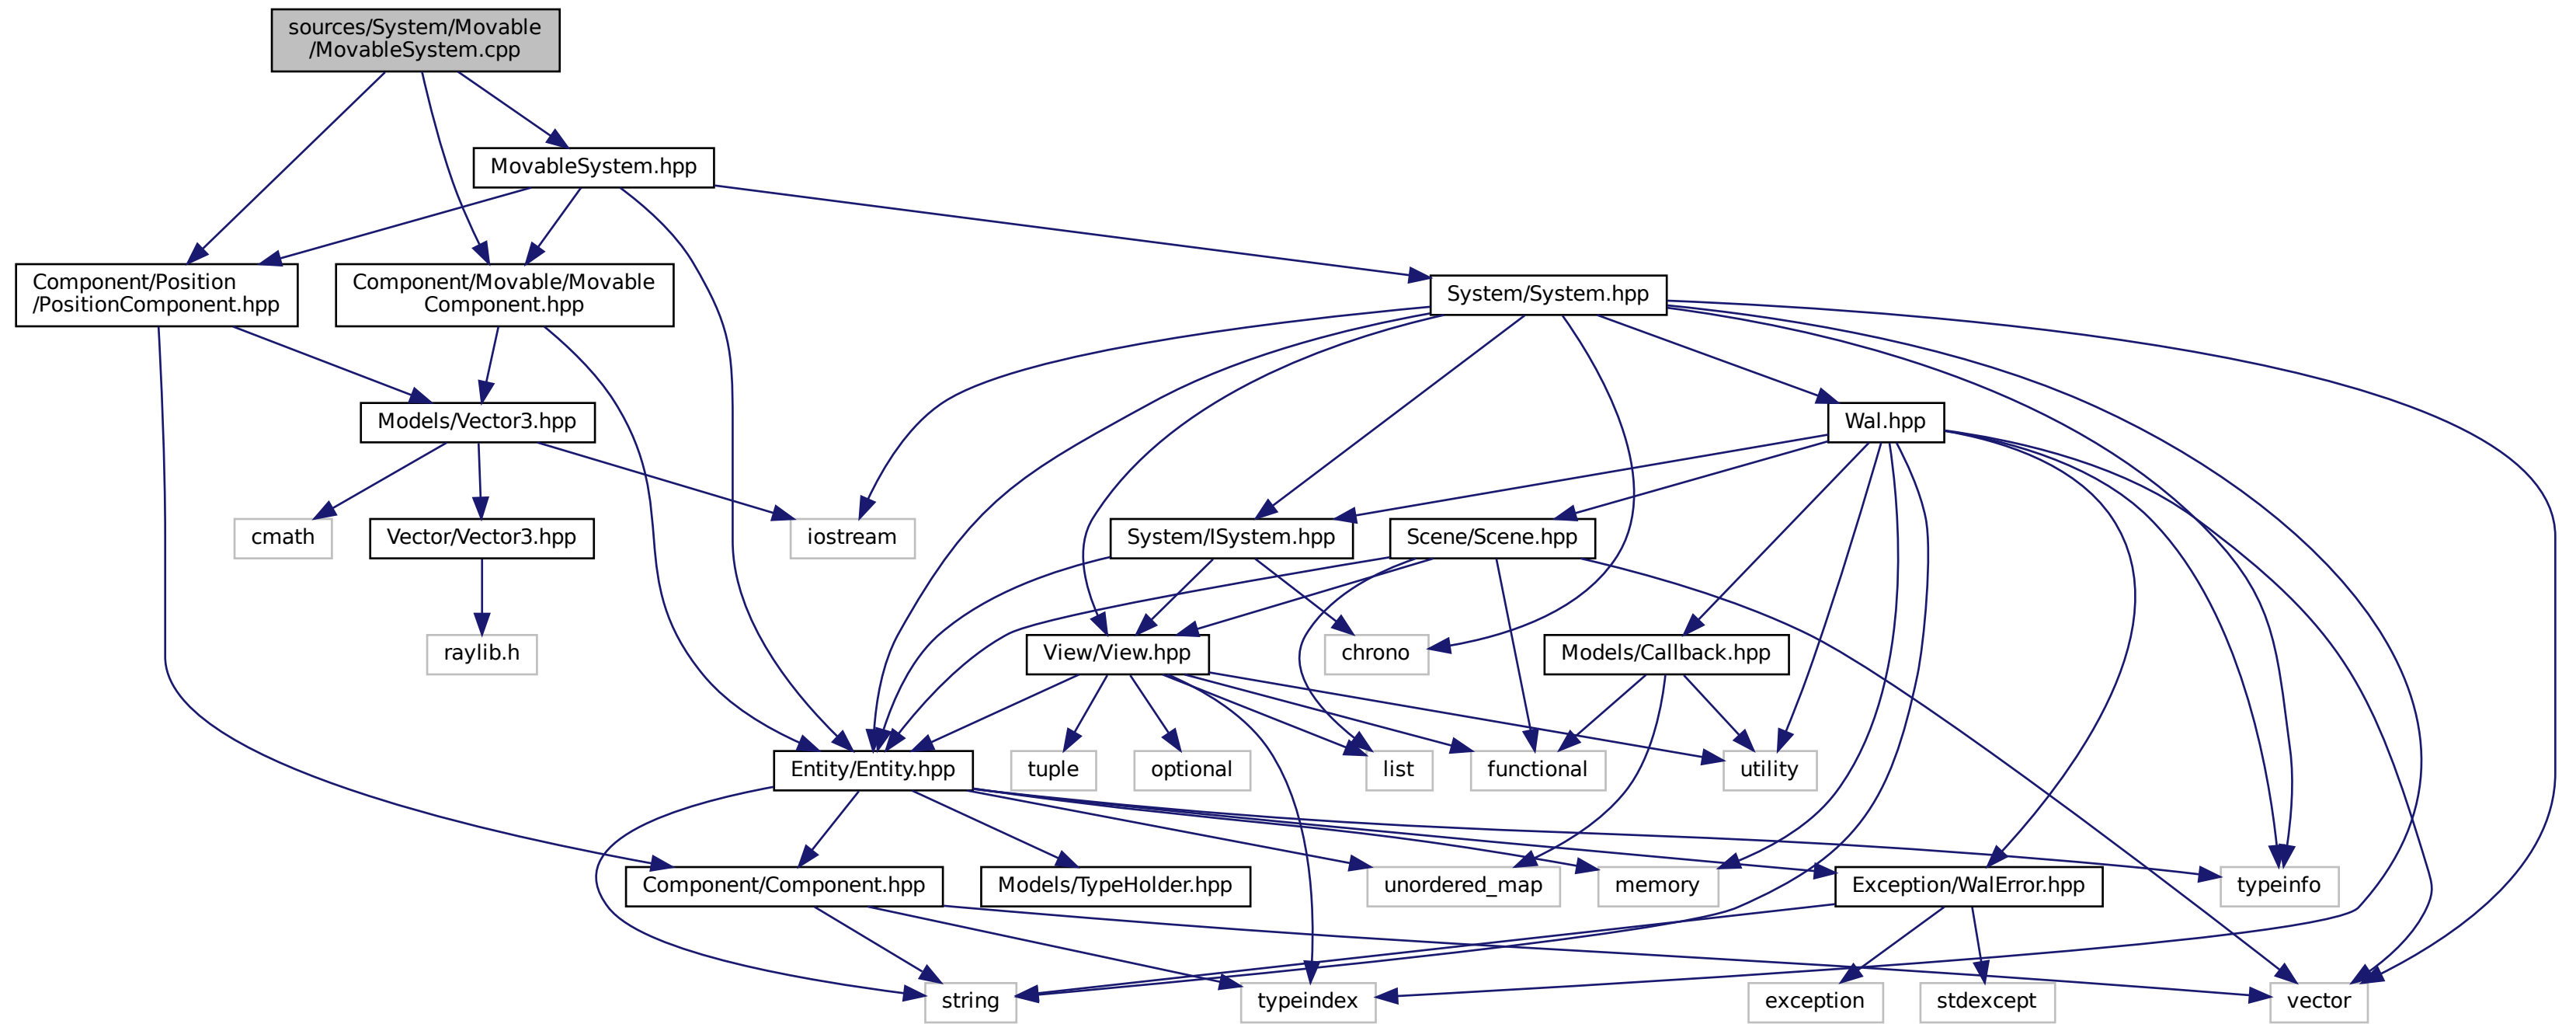 sources/System/Movable
/MovableSystem.cpp
MovableSystem.hpp
Component/Position
/PositionComponent.hpp
Component/Movable/Movable
Component.hpp
System/System.hpp
Models/Vector3.hpp
Wal.hpp
cmath
Vector/Vector3.hpp
iostream
System/ISystem.hpp
Scene/Scene.hpp
raylib.h
View/View.hpp
chrono
Models/Callback.hpp
Entity/Entity.hpp
tuple
optional
list
functional
utility
Component/Component.hpp
Models/TypeHolder.hpp
unordered_map
memory
Exception/WalError.hpp
typeinfo
string
typeindex
exception
stdexcept
vector